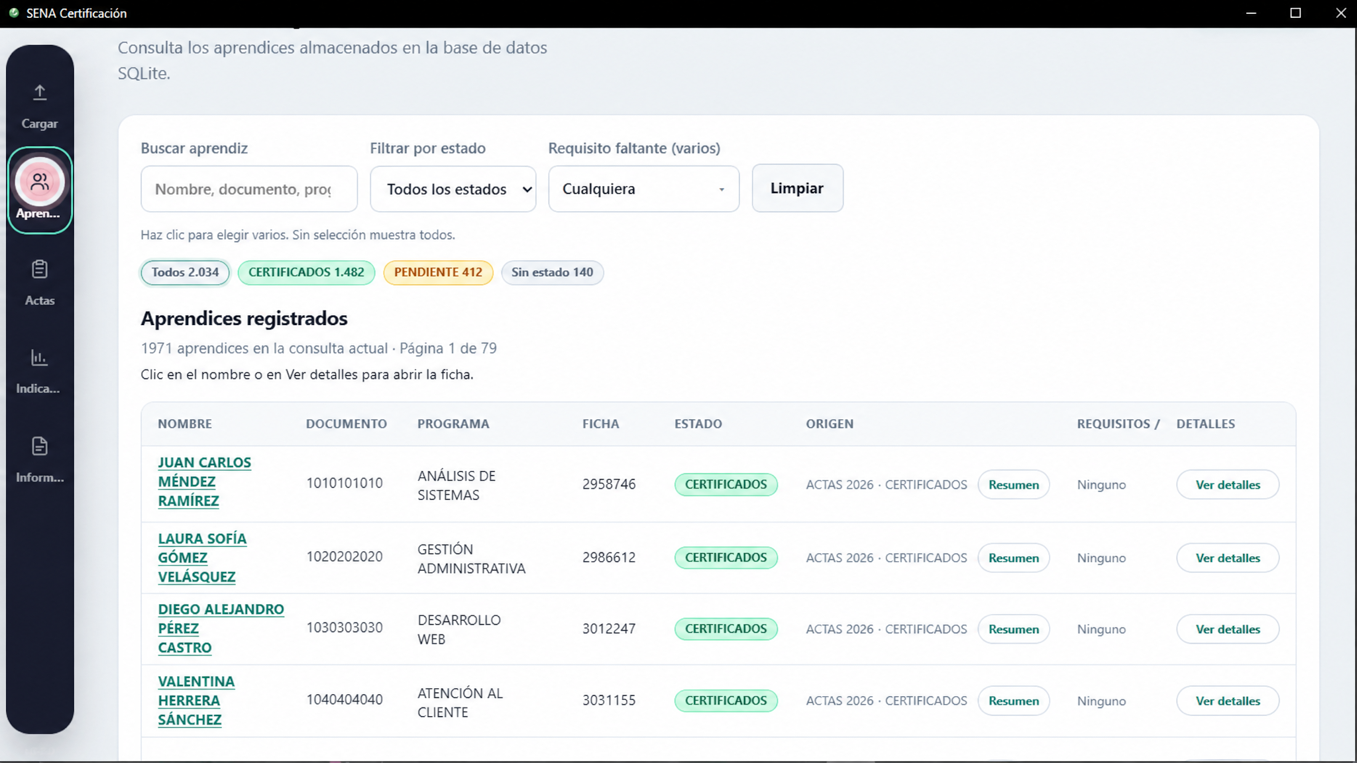 SENA Certificación
Consulta los aprendices almacenados en la base de datos
SQLite.
Cargar
Apren...
Actas
Indica...
Inform...
Buscar aprendiz
Filtrar por estado
Requisito faltante (varios)
Nombre, documento, prog
Todos los estados
Cualquiera
Limpiar
Haz clic para elegir varios. Sin selección muestra todos.
Todos 2.034
CERTIFICADOS 1.482
PENDIENTE 412
Sin estado 140
Aprendices registrados
1971 aprendices en la consulta actual · Página 1 de 79
Clic en el nombre o en Ver detalles para abrir la ficha.
NOMBRE DOCUMENTO PROGRAMA FICHA ESTADO ORIGEN REQUISITOS / DETALLES
JUAN CARLOS
MÉNDEZ
RAMÍREZ
1010101010
ANÁLISIS DE
SISTEMAS
2958746
CERTIFICADOS
ACTAS 2026 · CERTIFICADOS
Resumen
Ninguno
Ver detalles
LAURA SOFÍA
GÓMEZ
VELÁSQUEZ
1020202020
GESTIÓN
ADMINISTRATIVA
2986612
CERTIFICADOS
ACTAS 2026 · CERTIFICADOS
Resumen
Ninguno
Ver detalles
DIEGO ALEJANDRO
PÉREZ
CASTRO
1030303030
DESARROLLO
WEB
3012247
CERTIFICADOS
ACTAS 2026 · CERTIFICADOS
Resumen
Ninguno
Ver detalles
VALENTINA
HERRERA
SÁNCHEZ
1040404040
ATENCIÓN AL
CLIENTE
3031155
CERTIFICADOS
ACTAS 2026 · CERTIFICADOS
Resumen
Ninguno
Ver detalles